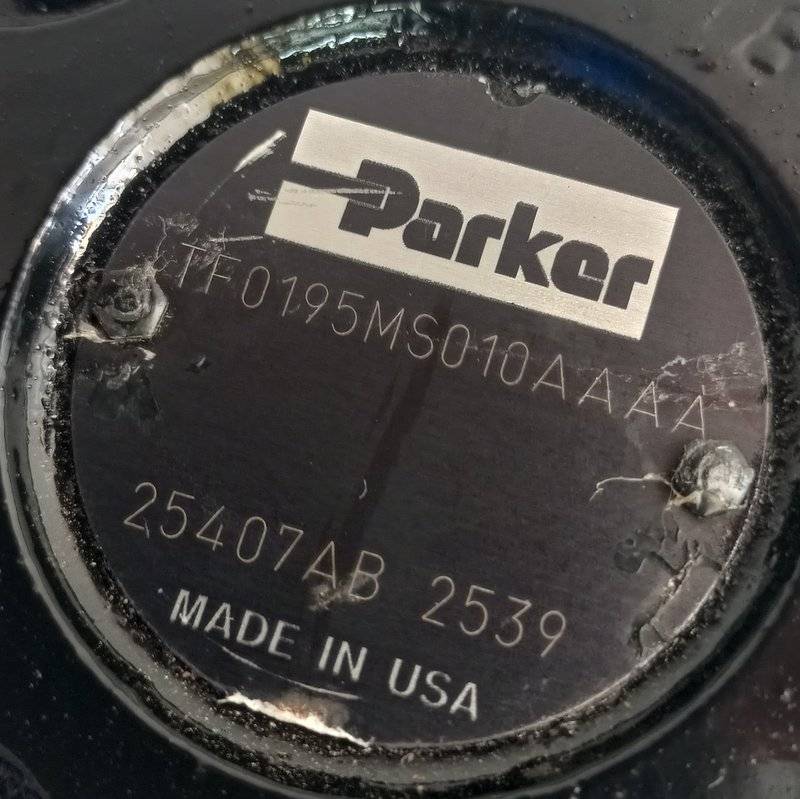 Parker
TF0195MS010AAAA
25407AB 2539
MADE IN USA